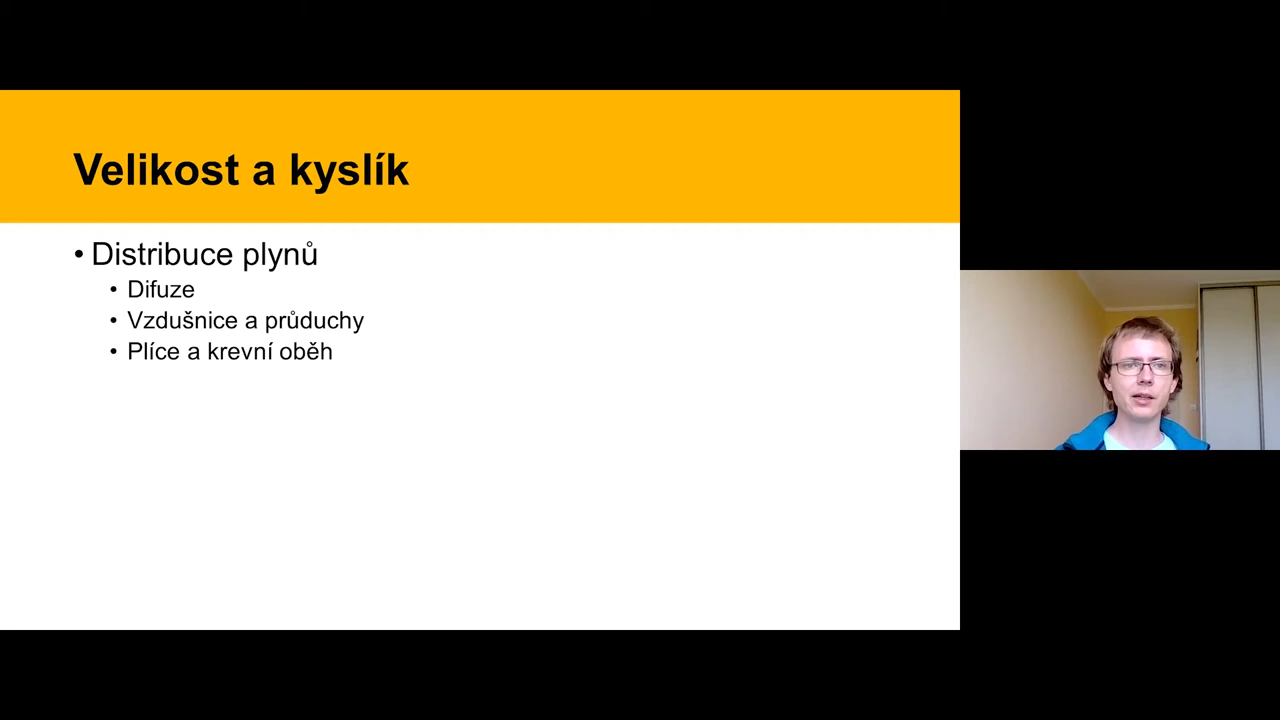 Velikost a kyslík
• Distribuce plynů
• Difuze
• Vzdušnice a průduchy
• Plíce a krevní oběh